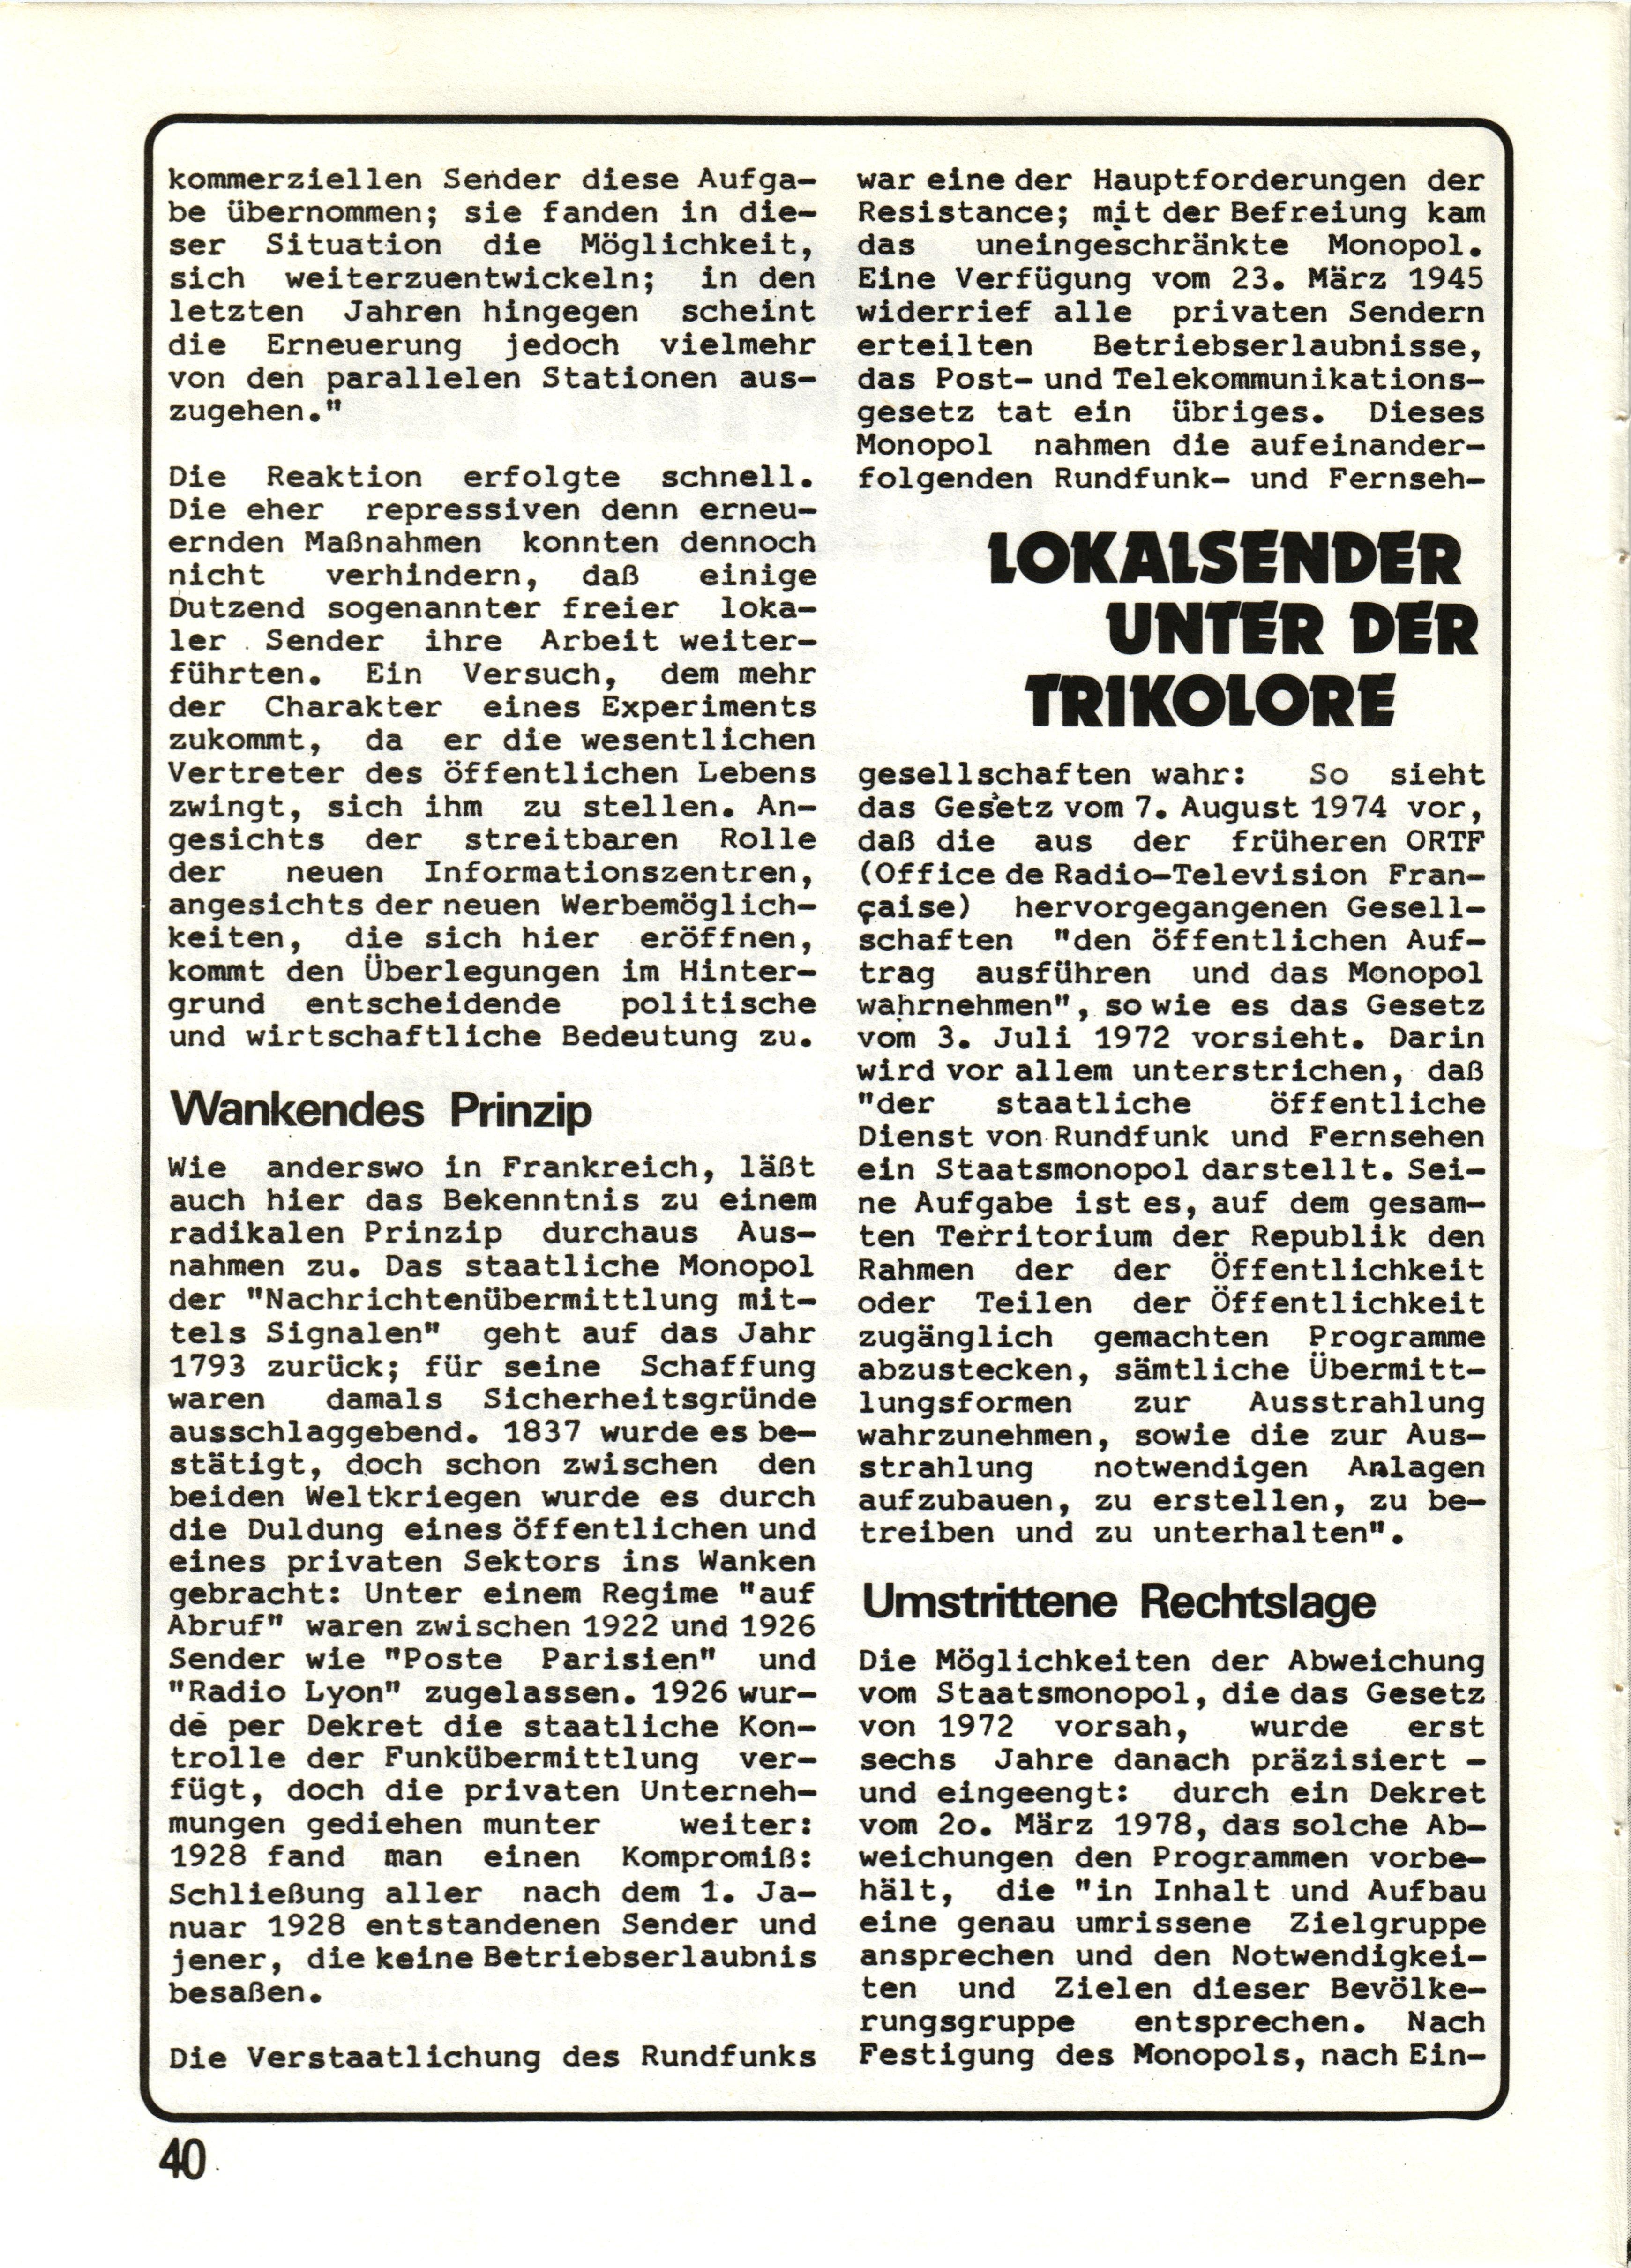 kommerziellen Sender diese Aufga-
be übernommen; sie fanden in die-
ser Situation die Möglichkeit,
sich weiterzuentwickeln; in den
letzten Jahren hingegen scheint
die Erneuerung jedoch vielmehr
von den parallelen Stationen aus-
zugehen."
Die Reaktion erfolgte schnell.
Die eher repressiven denn erneu-
ernden Maßnahmen konnten dennoch
nicht verhindern, daß einige
Dutzend sogenannter freier loka-
ler Sender ihre Arbeit weiter-
führten. Ein Versuch, dem mehr
der Charakter eines Experiments
zukommt, da er die wesentlichen
Vertreter des öffentlichen Lebens
zwingt, sich ihm zu stellen. An-
gesichts der streitbaren Rolle
der neuen Informationszentren,
angesichts der neuen Werbemöglich-
keiten, die sich hier eröffnen,
kommt den Überlegungen im Hinter-
grund entscheidende politische
und wirtschaftliche Bedeutung zu.
Wankendes Prinzip
Wie anderswo in Frankreich, läßt
auch hier das Bekenntnis zu einem
radikalen Prinzip durchaus Aus-
nahmen zu. Das staatliche Monopol
der "Nachrichtenübermittlung mit-
tels Signalen" geht auf das Jahr
1793 zurück; für seine Schaffung
waren damals Sicherheitsgründe
ausschlaggebend. 1837 wurde es be-
stätigt, doch schon zwischen den
beiden Weltkriegen wurde es durch
die Duldung eines öffentlichen und
eines privaten Sektors ins Wanken
gebracht: Unter einem Regime "auf
Abruf" waren zwischen 1922 und 1926
Sender wie "Poste Parisien" und
"Radio Lyon" zugelassen. 1926 wur-
de per Dekret die staatliche Kon-
trolle der Funkübermittlung ver-
fügt, doch die privaten Unterneh-
mungen gediehen munter weiter:
1928 fand man einen Kompromiß:
Schließung aller nach dem 1. Ja-
nuar 1928 entstandenen Sender und
jener, die keine Betriebserlaubnis
besaßen.
Die Verstaatlichung des Rundfunks
war eine der Hauptforderungen der
Resistance; mit der Befreiung kam
das uneingeschränkte Monopol.
Eine Verfügung vom 23. März 1945
widerrief alle privaten Sendern
erteilten Betriebserlaubnisse,
das Post- und Telekommunikations-
gesetz tat ein übriges. Dieses
Monopol nahmen die aufeinander-
folgenden Rundfunk- und Fernseh-
LOKALSENDER
UNTER DER
TRIKOLORE
gesellschaften wahr: So sieht
das Gesetz vom 7. August 1974 vor,
daß die aus der früheren ORTF
(Office de Radio-Television Fran-
çaise) hervorgegangenen Gesell-
schaften "den öffentlichen Auf-
trag ausführen und das Monopol
wahrnehmen", so wie es das Gesetz
vom 3. Juli 1972 vorsieht. Darin
wird vor allem unterstrichen, daß
"der staatliche öffentliche
Dienst von Rundfunk und Fernsehen
ein Staatsmonopol darstellt. Sei-
ne Aufgabe ist es, auf dem gesam-
ten Territorium der Republik den
Rahmen der der Öffentlichkeit
oder Teilen der Öffentlichkeit
zugänglich gemachten Programme
abzustecken, sämtliche Übermitt-
lungsformen zur Ausstrahlung
wahrzunehmen, sowie die zur Aus-
strahlung notwendigen Anlagen
aufzubauen, zu erstellen, zu be-
treiben und zu unterhalten".
Umstrittene Rechtslage
Die Möglichkeiten der Abweichung
vom Staatsmonopol, die das Gesetz
von 1972 vorsah, wurde erst
sechs Jahre danach präzisiert -
und eingeengt: durch ein Dekret
vom 2o. März 1978, das solche Ab-
weichungen den Programmen vorbe-
hält, die "in Inhalt und Aufbau
eine genau umrissene Zielgruppe
ansprechen und den Notwendigkei-
ten und Zielen dieser Bevölke-
rungsgruppe entsprechen. Nach
Festigung des Monopols, nach Ein-
40